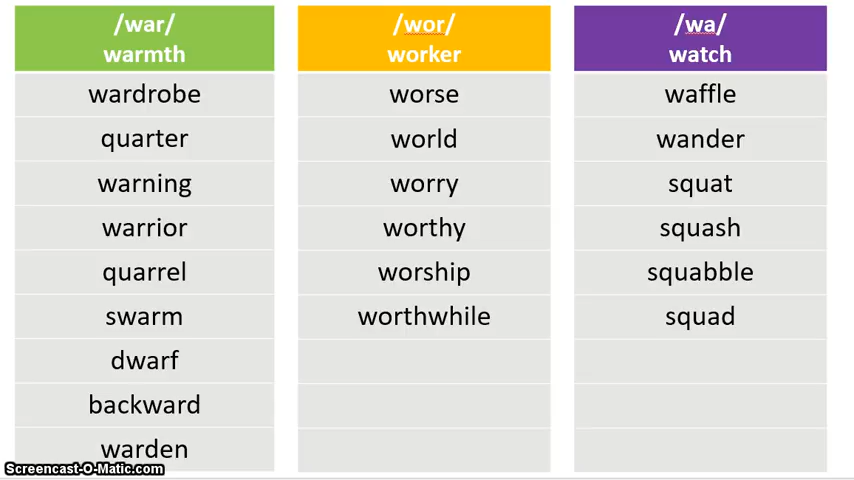 /war/
warmth
wardrobe
quarter
warning
warrior
quarrel
swarm
dwarf
backward
warden
/wor/
worker
worse
world
worry
worthy
worship
worthwhile
/wa/
watch
waffle
wander
squat
squash
squabble
squad
Screencast-O-Matic.com